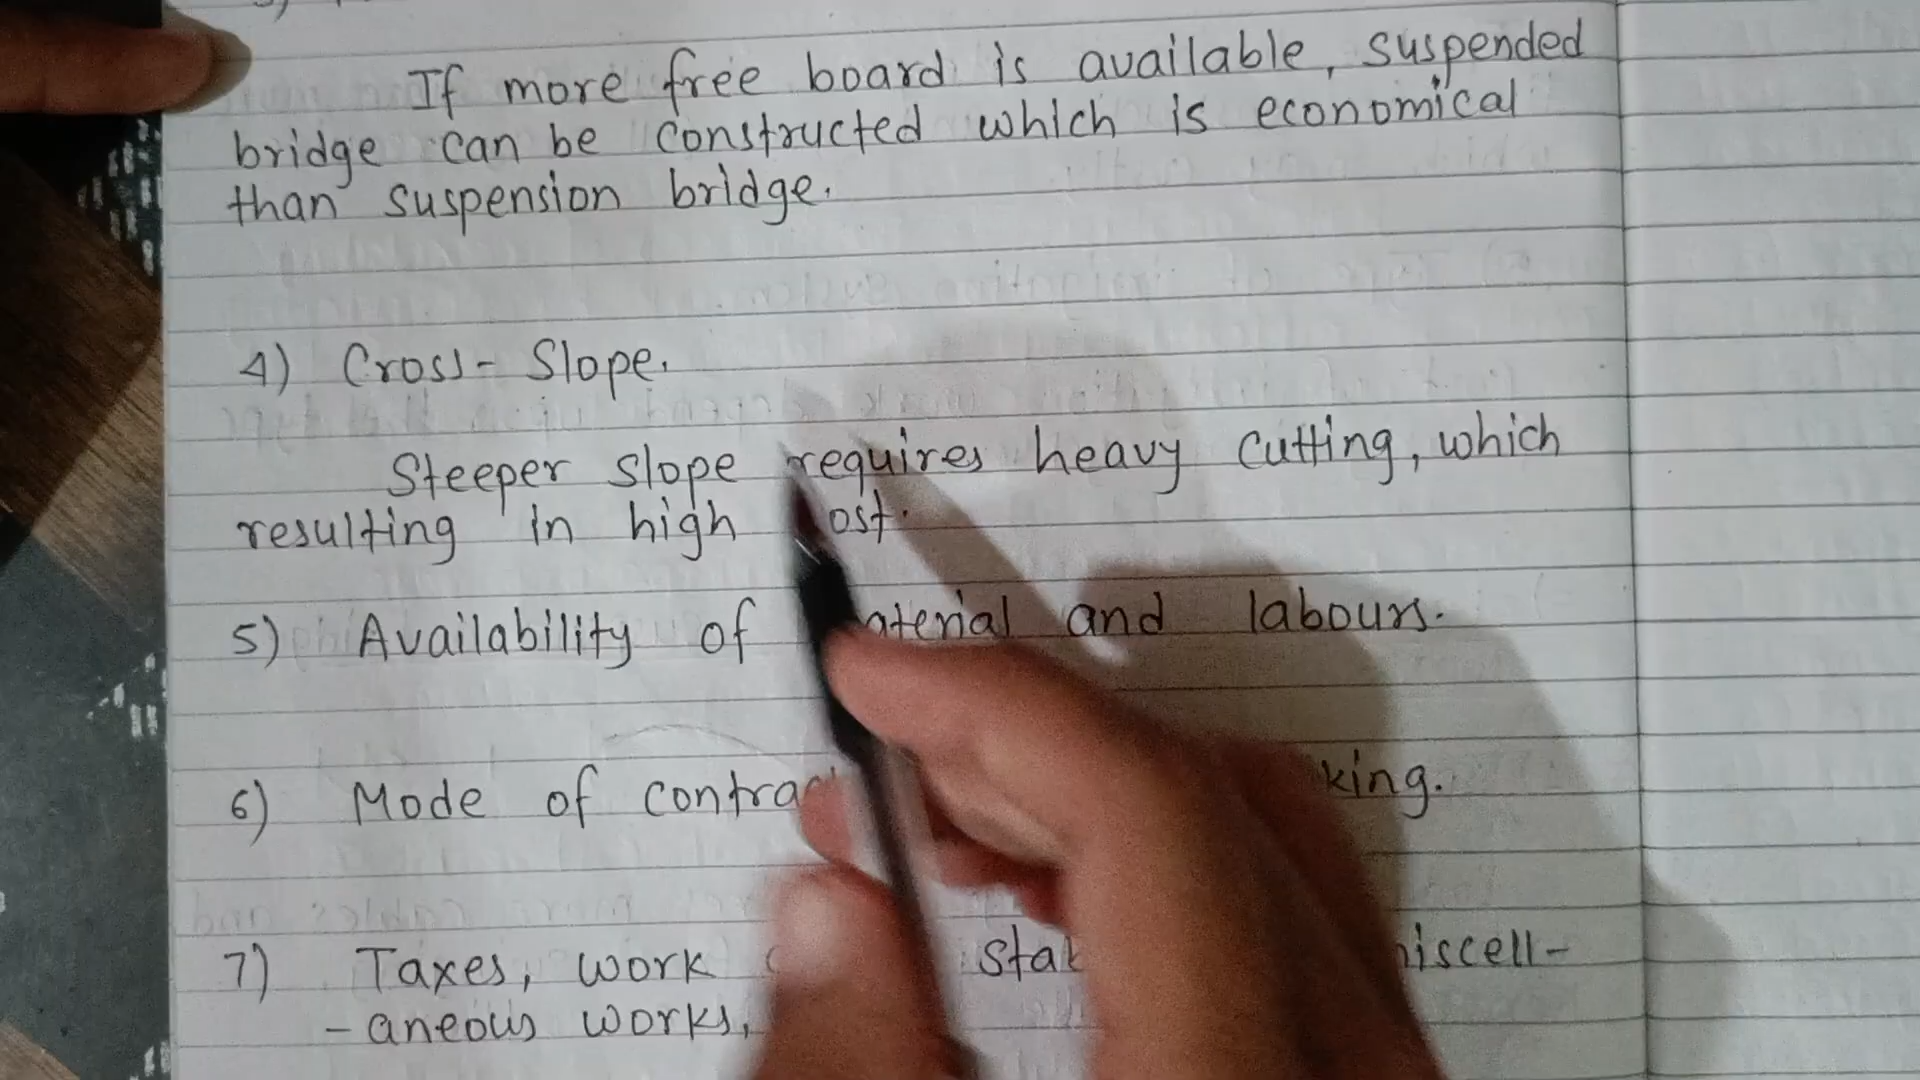 If more free board is available, suspended
bridge can be constructed which is economical
than suspension bridge.
4) Cross-Slope.
Steeper slope requires heavy cutting, which
resulting in high
5) Availability of and labours.
6) Mode of
7) Taxes, work
-aneous works,